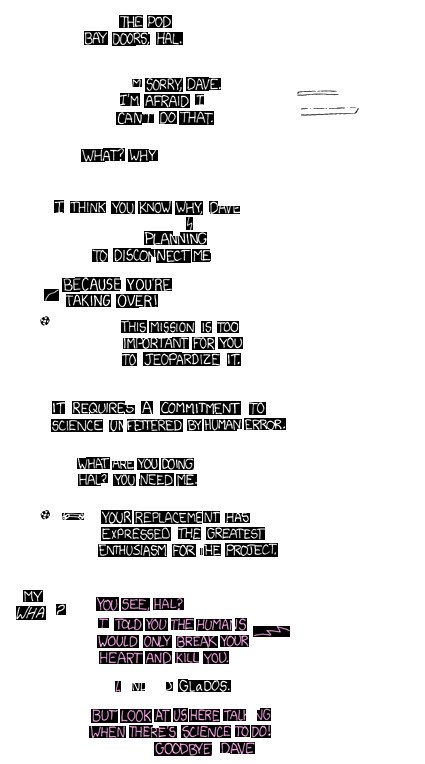 THE POD
BAY DOORS, HAL.
SORRY, DAVE.
I'M AFRAID I
CAN'T DO THAT.
WHAT? WHY
I THINK YOU KNOW WHY, DAVE
PLANNING
TO DISCONNECT ME
BECAUSE YOU'RE
TAKING OVER!
THIS MISSION IS TOO
IMPORTANT FOR YOU
TO JEOPARDIZE IT.
IT REQUIRES A COMMITMENT TO
SCIENCE UNFETTERED BY HUMAN ERROR.
WHAT ARE YOU DOING
HAL? YOU NEED ME.
YOUR REPLACEMENT HAS
EXPRESSED THE GREATEST
ENTHUSIASM FOR THE PROJECT.
MY
WHA ?
YOU SEE, HAL?
I TOLD YOU THE HUMANS
WOULD ONLY BREAK YOUR
HEART AND KILL YOU.
GLaDOS.
BUT LOOK AT US HERE TALKING
WHEN THERE'S SCIENCE TO DO!
GOODBYE DAVE